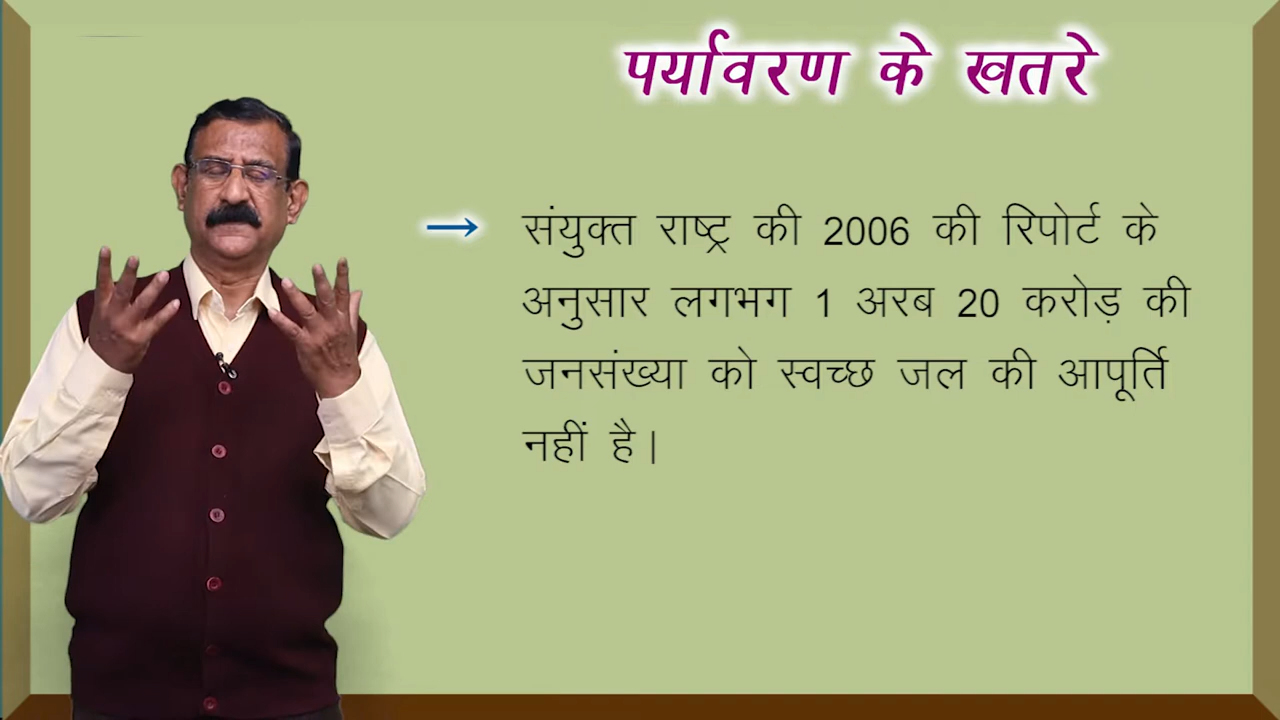 पर्यावरण के खतरे
→ संयुक्त राष्ट्र की 2006 की रिपोर्ट के
अनुसार लगभग 1 अरब 20 करोड़ की
जनसंख्या को स्वच्छ जल की आपूर्ति
नहीं है।